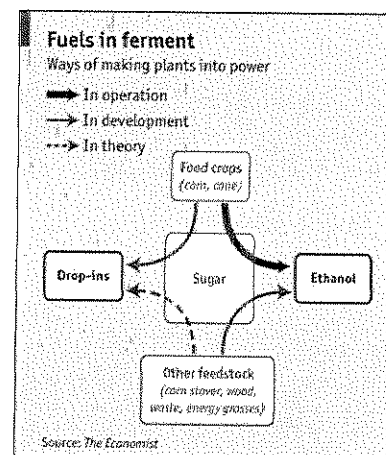 Fuels in ferment
Ways of making plants into power
In operation
In development
In theory
Food crops
(corn, cane)
Drop-ins
Sugar
Ethanol
Other feedstock
(corn stover, wood,
waste, energy grasses)
Source: The Economist